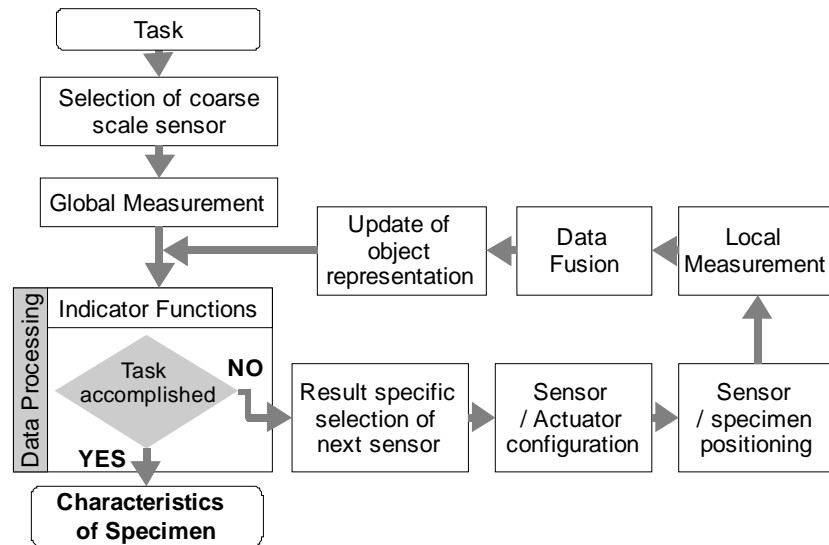 Task
Selection of coarse
scale sensor
Global Measurement
Update of
object
representation
Data
Fusion
Local
Measurement
Data Processing
Indicator Functions
Task
accomplished
NO
YES
Result specific
selection of
next sensor
Sensor
/ Actuator
configuration
Sensor
/ specimen
positioning
Characteristics
of Specimen